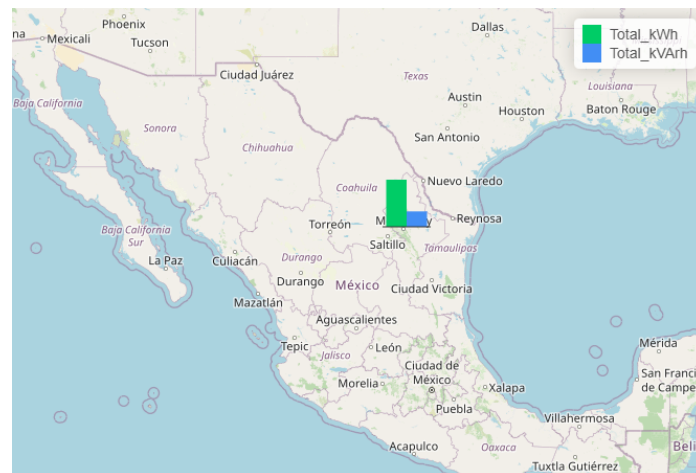 Phoenix
Dallas
Total_kWh
Total_kVArh
na
Mexicali
Tucson
Ciudad Juárez
Texas
Louisiana
Baja California
Sonora
Austin
Houston
Baton Rouge
San Antonio
Chihuahua
Coahuila
Nuevo Laredo
Reynosa
Baja California
Sur
Torreón
Saltillo
Tamaulipas
La Paz
Culiacán
Durango
Durango
México
Ciudad Victoria
Mazatlán
Aguascalientes
Tepic
Jalisco
León
Mérida
Ciudad de
México
Morelia
Xalapa
San Franci
de Campe
Puebla
Villahermosa
Acapulco
Oaxaca
Beli
Tuxtla Gutiérrez